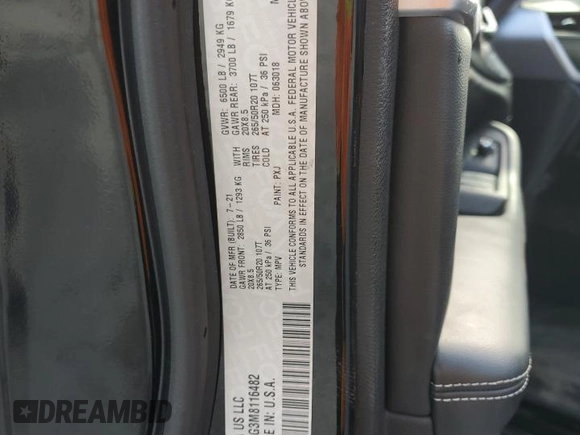 US LLC
DATE OF MFR (BUILT): 7-21 GVWR: 6500 LB / 2949 KG
GAWR FRONT: 2850 LB / 1293 KG WITH GAWR REAR: 3700 LB / 1679 KG
20X8.5 RIMS 20X8.5
265/50R20 107T TIRES 265/50R20 107T
AT 250 kPa / 36 PSI COLD AT 250 kPa / 36 PSI
TYPE: MPV PAINT: PXJ MDH: 063018
THIS VEHICLE CONFORMS TO ALL APPLICABLE U.S.A. FEDERAL MOTOR VEHICLE
STANDARDS IN EFFECT ON THE DATE OF MANUFACTURE SHOWN ABOV
G3M8116482
E IN: U.S.A.